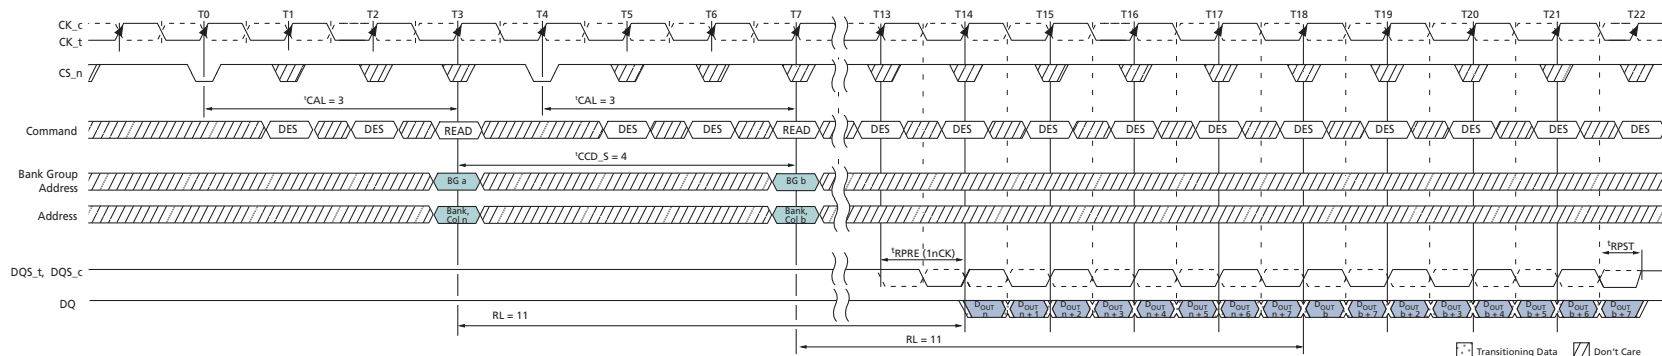 T0 T1 T2 T3 T4 T5 T6 T7 T13 T14 T15 T16 T17 T18 T19 T20 T21 T22
CK_c
CK_t
CS_n
tCAL = 3 tCAL = 3
Command DES DES READ DES DES READ DES DES DES DES DES DES DES DES DES DES
tCCD_S = 4
Bank Group
Address BG a BG b
Address Bank, Col n Bank, Col b
tRPRE (1nCK) tRPST
DQS_t, DQS_c
DQ DOUT n DOUT n + 1 DOUT n + 2 DOUT n + 3 DOUT n + 4 DOUT n + 5 DOUT n + 6 DOUT n + 7 DOUT b DOUT b + 7 DOUT b + 2 DOUT b + 3 DOUT b + 4 DOUT b + 5 DOUT b + 6 DOUT b + 7
RL = 11
RL = 11
Transitioning Data Don't Care